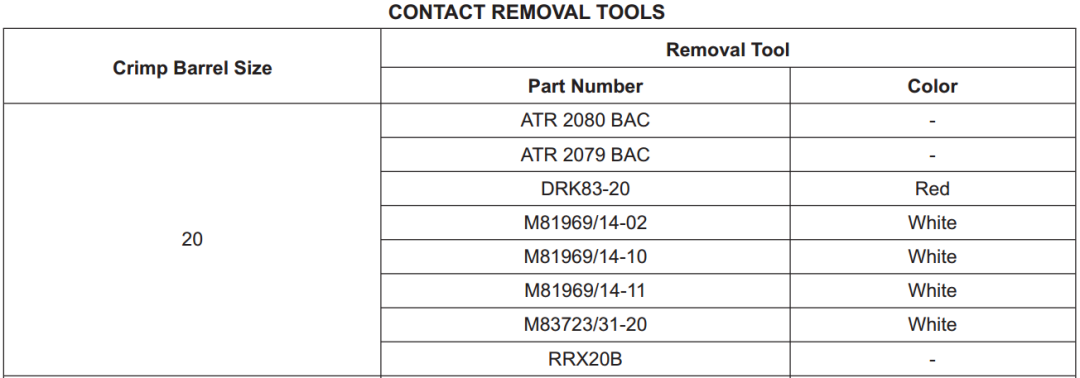 CONTACT REMOVAL TOOLS
Crimp Barrel Size
Removal Tool
Part Number Color
20
ATR 2080 BAC -
ATR 2079 BAC -
DRK83-20 Red
M81969/14-02 White
M81969/14-10 White
M81969/14-11 White
M83723/31-20 White
RRX20B -